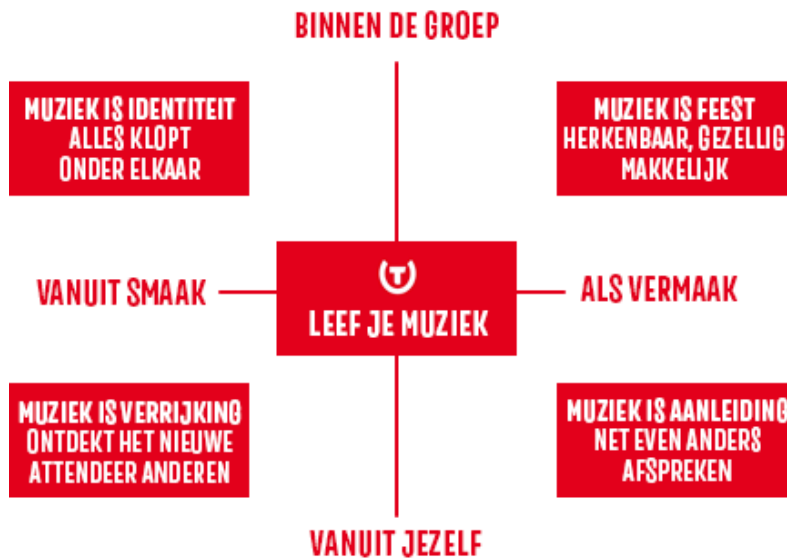 BINNEN DE GROEP
MUZIEK IS IDENTITEIT
ALLES KLOPT
ONDER ELKAAR
MUZIEK IS FEEST
HERKENBAAR, GEZELLIG
MAKKELIJK
VANUIT SMAAK
T
LEEF JE MUZIEK
ALS VERMAAK
MUZIEK IS VERRIJKING
ONTDEKT HET NIEUWE
ATTENDEER ANDEREN
MUZIEK IS AANLEIDING
NET EVEN ANDERS
AFSPREKEN
VANUIT JEZELF